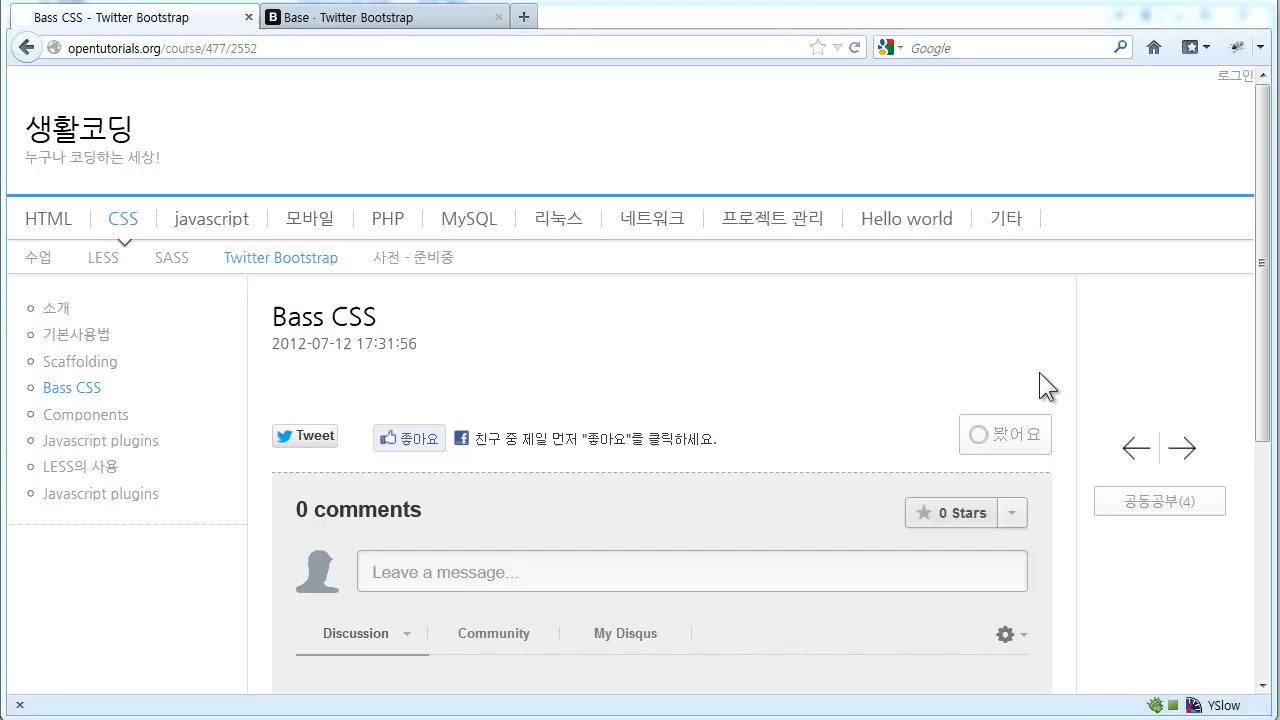 Bass CSS - Twitter Bootstrap
Base · Twitter Bootstrap
opentutorials.org/course/477/2552
Google
로그인
생활코딩
누구나 코딩하는 세상!
HTML CSS javascript 모바일 PHP MySQL 리눅스 네트워크 프로젝트 관리 Hello world 기타
수업 LESS SASS Twitter Bootstrap 사전 - 준비중
소개
기본사용법
Scaffolding
Bass CSS
Components
Javascript plugins
LESS의 사용
Javascript plugins
Bass CSS
2012-07-12 17:31:56
Tweet 좋아요 친구 중 제일 먼저 "좋아요"를 클릭하세요.
봤어요
공동공부(4)
0 comments
0 Stars
Leave a message...
Discussion Community My Disqus
YSlow